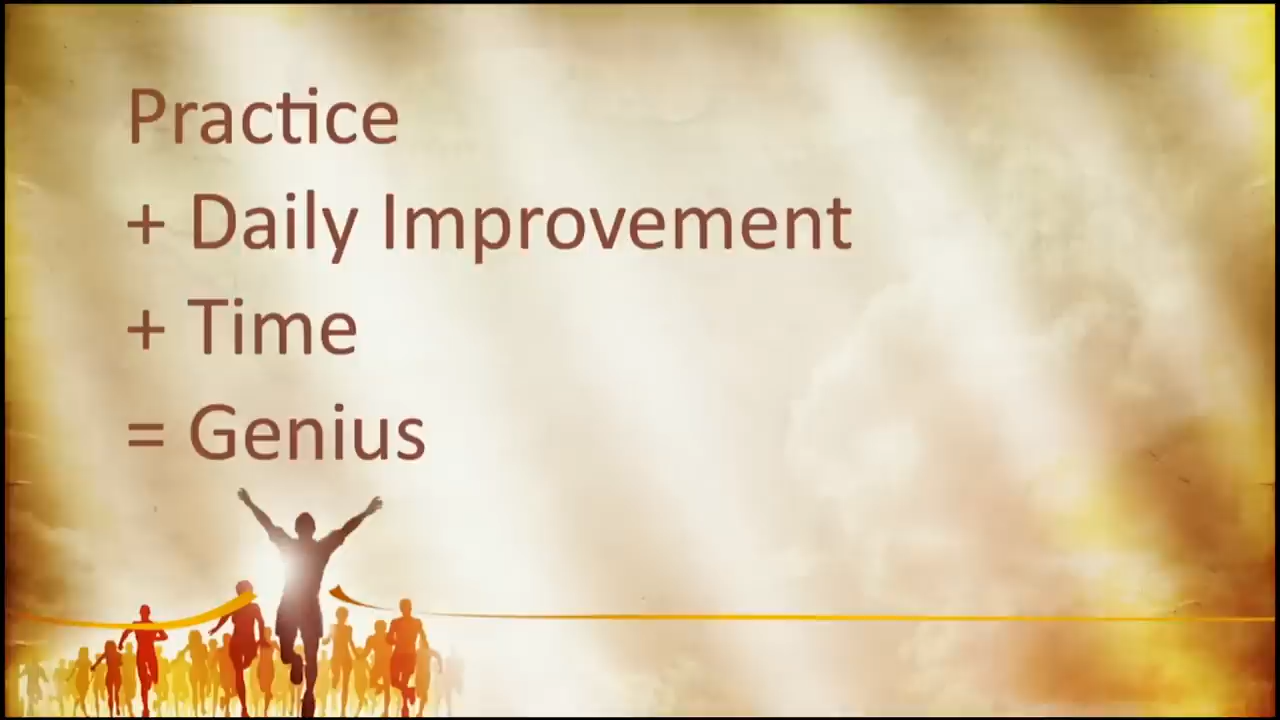 Practice
+ Daily Improvement
+ Time
= Genius